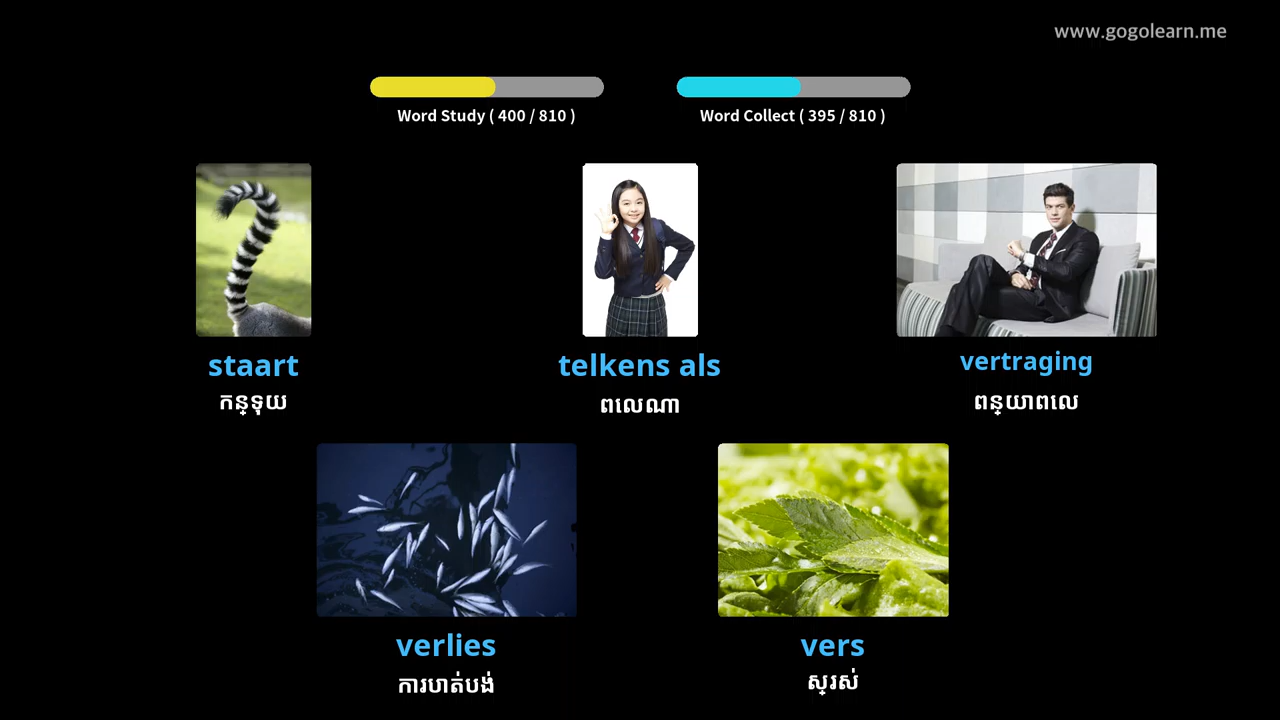 www.gogolearn.me
Word Study ( 400 / 810 )
Word Collect ( 395 / 810 )
staart
កន្ទុយ
telkens als
ពលេណា
vertraging
ពន្យាពលេ
verlies
ការបាត់បង់
vers
ស្រស់